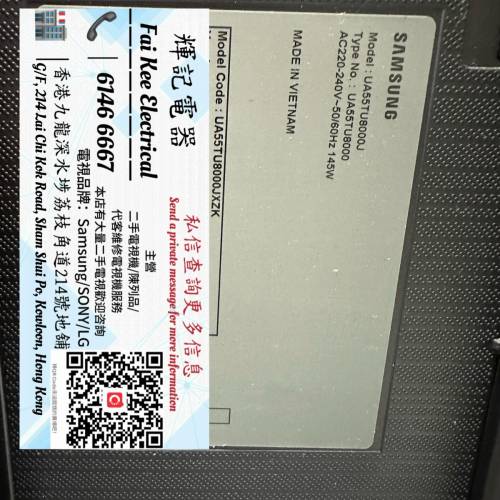 SAMSUNG
Model : UA55TU8000J
Type No. : UA55TU8000
AC220-240V~50/60Hz 145W
MADE IN VIETNAM
Model Code : UA55TU8000JXZK
輝記電器
Fai Kee Electrical
6146 6667
私信查詢更多信息
Send a private message for more information
主營
二手電視機/陳列品/
代客維修電視機服務
本店有大量二手電視歡迎咨詢
電視品牌：Samsung/SONY/LG
香港九龍深水埗荔枝角道214號地舖
G/F, 214 Lai Chi Kok Road, Sham Shui Po, Kowloon, Hong Kong